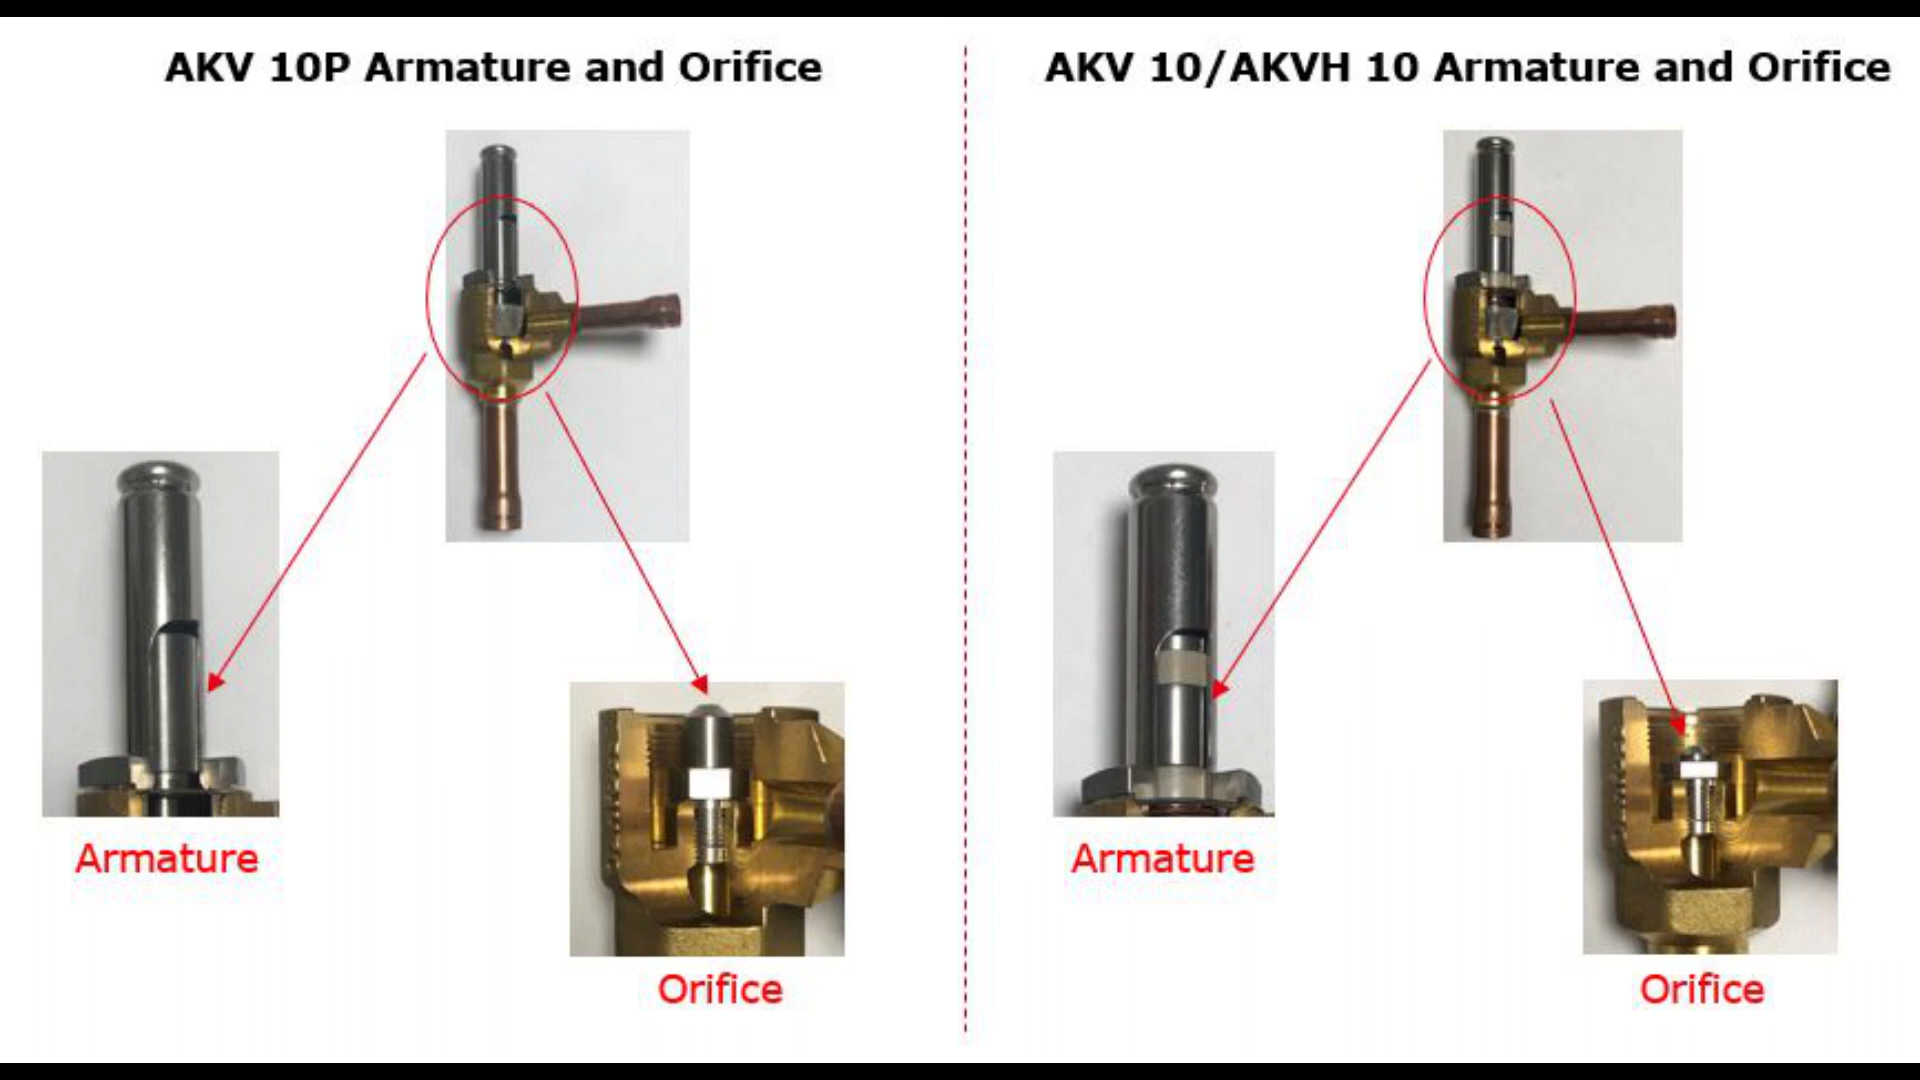 AKV 10P Armature and Orifice
Armature
Orifice
AKV 10/AKVH 10 Armature and Orifice
Armature
Orifice